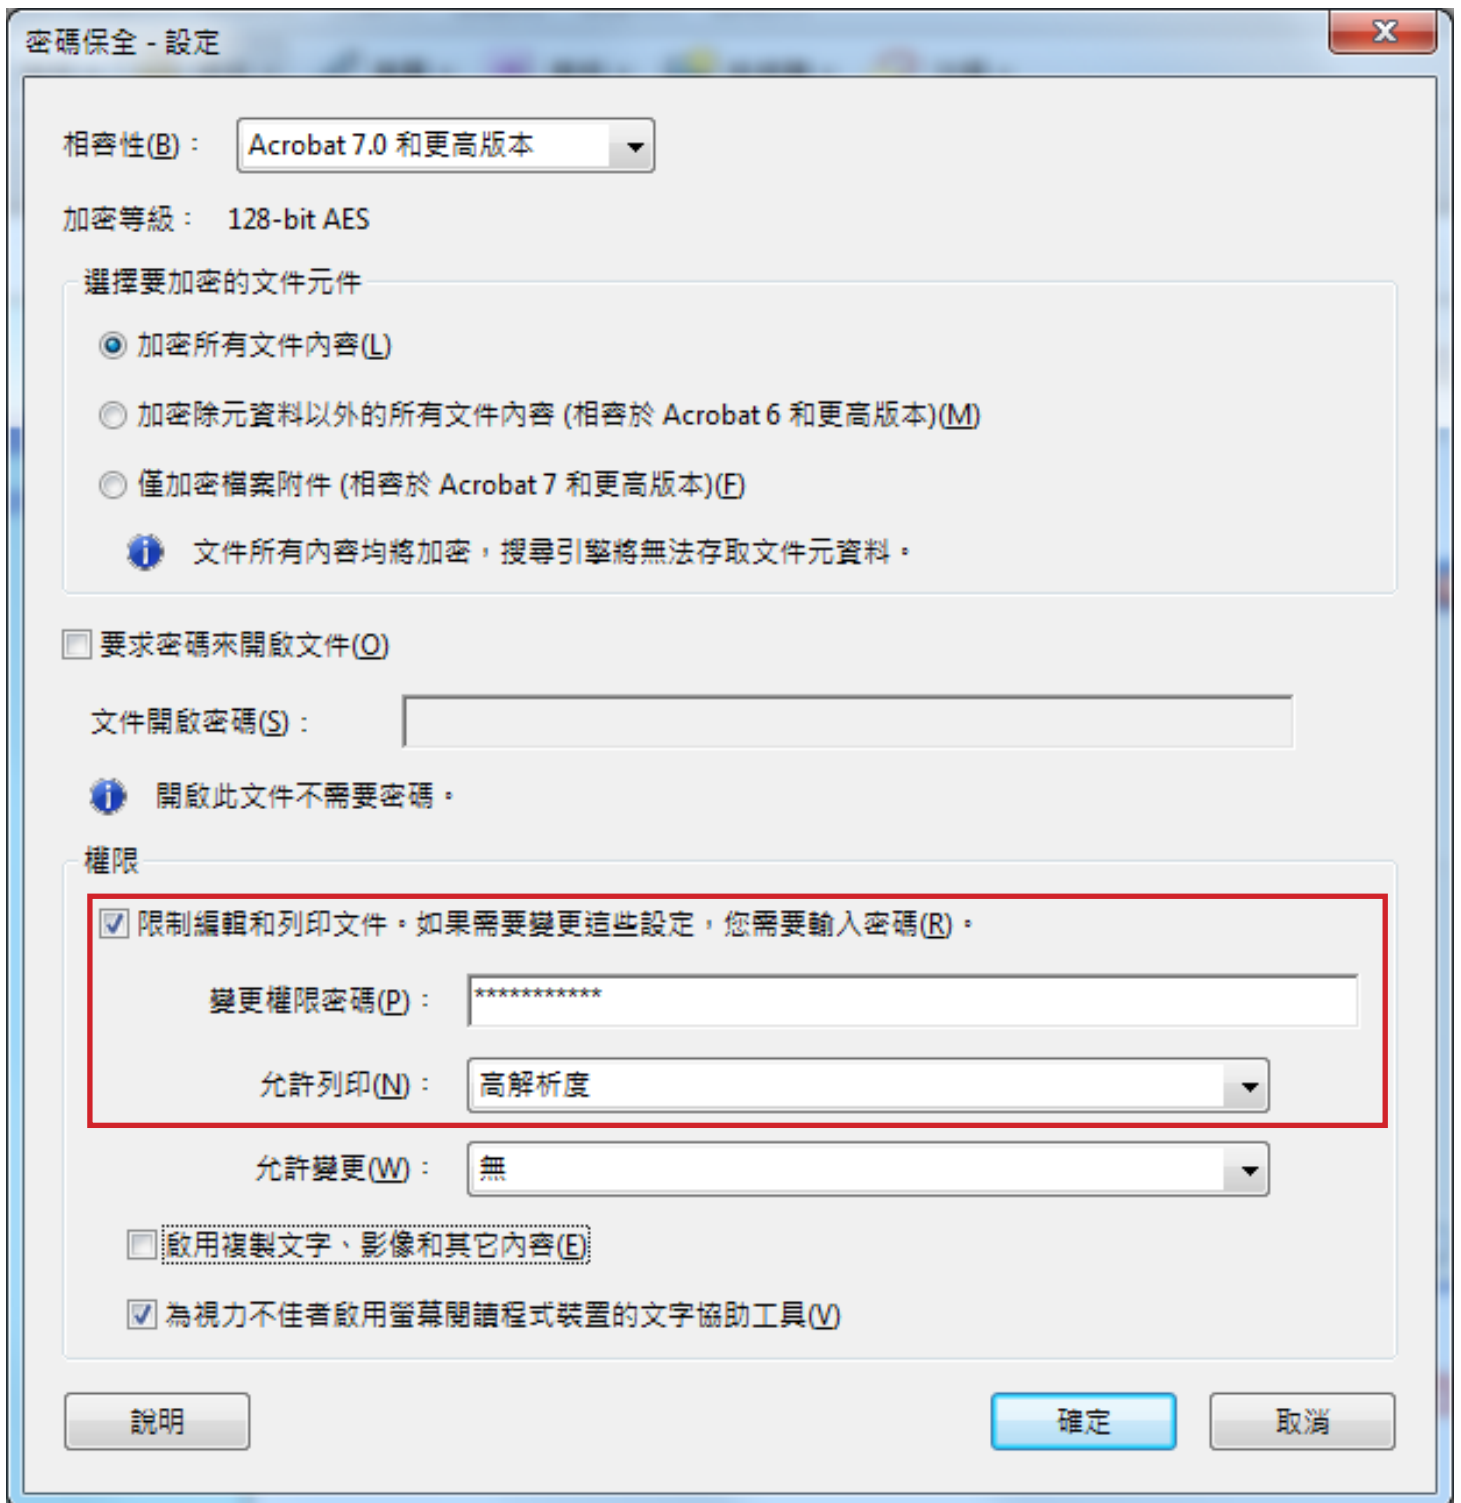 密碼保全 - 設定
相容性(B)： Acrobat 7.0 和更高版本
加密等級： 128-bit AES
選擇要加密的文件元件
加密所有文件內容(L)
加密除元資料以外的所有文件內容 (相容於 Acrobat 6 和更高版本)(M)
僅加密檔案附件 (相容於 Acrobat 7 和更高版本)(F)
文件所有內容均將加密，搜尋引擎將無法存取文件元資料。
要求密碼來開啟文件(O)
文件開啟密碼(S)：
開啟此文件不需要密碼。
權限
限制編輯和列印文件。如果需要變更這些設定，您需要輸入密碼(R)。
變更權限密碼(P)： ***********
允許列印(N)： 高解析度
允許變更(W)： 無
啟用複製文字、影像和其它內容(E)
為視力不佳者啟用螢幕閱讀程式裝置的文字協助工具(V)
說明 確定 取消